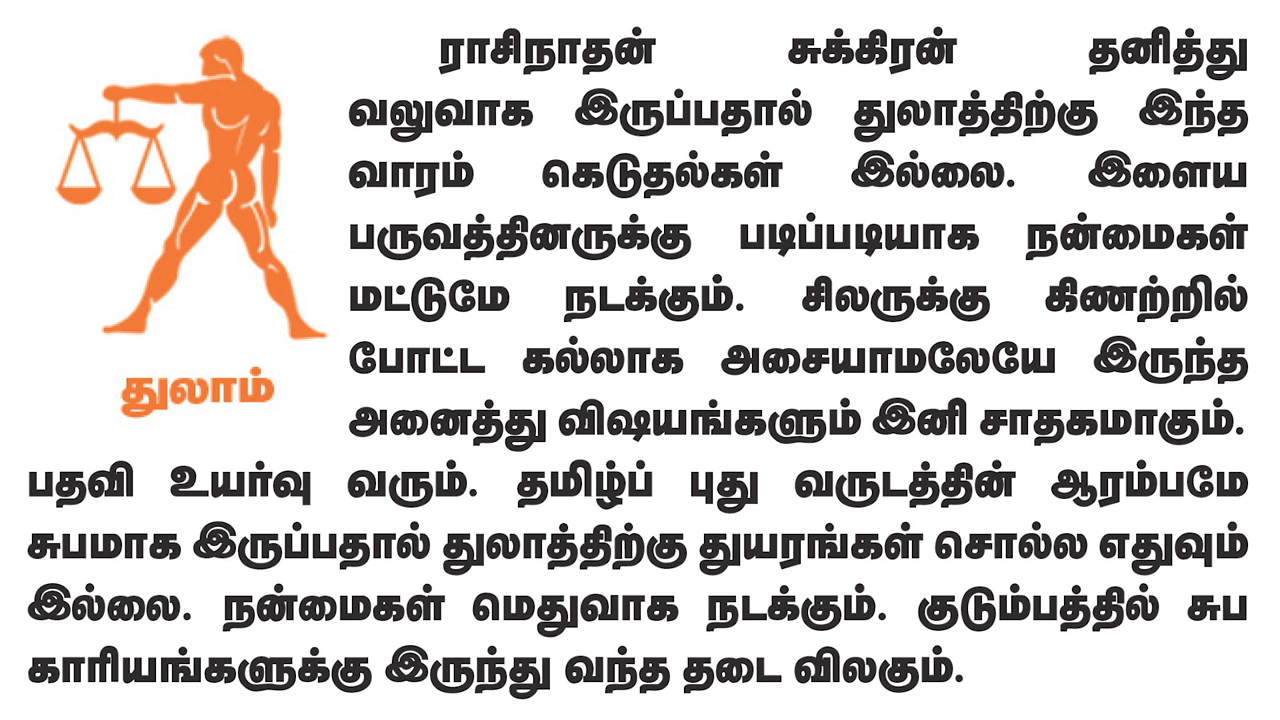 ராசிநாதன் சுக்கிரன் தனித்து
வலுவாக இருப்பதால் துலாத்திற்கு இந்த
வாரம் கெடுதல்கள் இல்லை. இளைய
பருவத்தினருக்கு படிப்படியாக நன்மைகள்
மட்டுமே நடக்கும். சிலருக்கு கிணற்றில்
போட்ட கல்லாக அசையாமலேயே இருந்த
அனைத்து விஷயங்களும் இனி சாதகமாகும்.
பதவி உயர்வு வரும். தமிழ்ப் புது வருடத்தின் ஆரம்பமே
சுபமாக இருப்பதால் துலாத்திற்கு துயரங்கள் சொல்ல எதுவும்
இல்லை. நன்மைகள் மெதுவாக நடக்கும். குடும்பத்தில் சுப
காரியங்களுக்கு இருந்து வந்த தடை விலகும்.
துலாம்